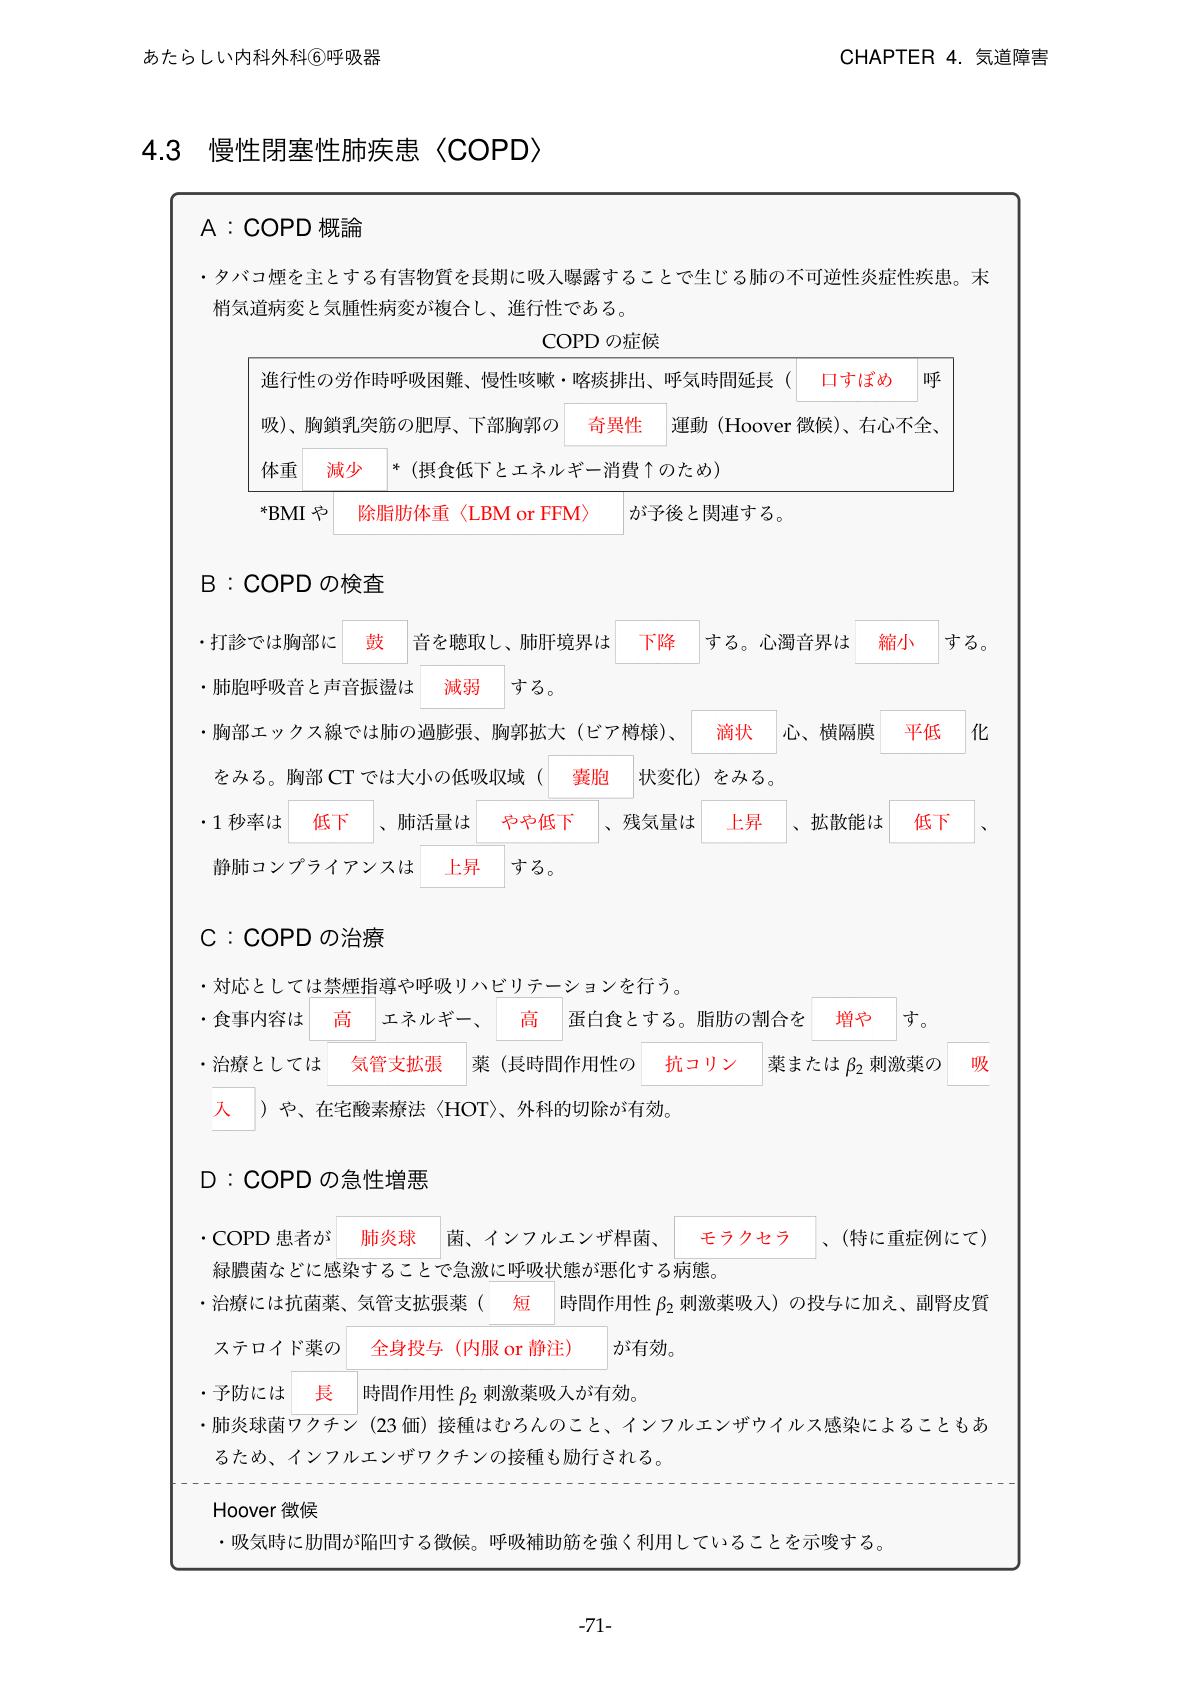 あたらしい内科外科⑥呼吸器
CHAPTER 4. 気道障害
4.3 慢性閉塞性肺疾患〈COPD〉
A：COPD 概論
・タバコ煙を主とする有害物質を長期に吸入曝露することで生じる肺の不可逆性炎症性疾患。末
梢気道病変と気腫性病変が複合し、進行性である。
COPD の症候
進行性の労作時呼吸困難、慢性咳嗽・喀痰排出、呼気時間延長（ 口すぼめ 呼
吸）、胸鎖乳突筋の肥厚、下部胸郭の 奇異性 運動（Hoover 徴候）、右心不全、
体重 減少 *（摂食低下とエネルギー消費↑のため）
*BMI や 除脂肪体重〈LBM or FFM〉 が予後と関連する。
B：COPD の検査
・打診では胸部に 鼓 音を聴取し、肺肝境界は 下降 する。心濁音界は 縮小 する。
・肺胞呼吸音と声音振盪は 減弱 する。
・胸部エックス線では肺の過膨張、胸郭拡大（ビア樽様）、 滴状 心、横隔膜 平低 化
をみる。胸部 CT では大小の低吸収域（ 嚢胞 状変化）をみる。
・1 秒率は 低下 、肺活量は やや低下 、残気量は 上昇 、拡散能は 低下 、
静肺コンプライアンスは 上昇 する。
C：COPD の治療
・対応としては禁煙指導や呼吸リハビリテーションを行う。
・食事内容は 高 エネルギー、 高 蛋白食とする。脂肪の割合を 増や す。
・治療としては 気管支拡張 薬（長時間作用性の 抗コリン 薬または β₂ 刺激薬の 吸
入 ）や、在宅酸素療法〈HOT〉、外科的切除が有効。
D：COPD の急性増悪
・COPD 患者が 肺炎球 菌、インフルエンザ桿菌、 モラクセラ 、（特に重症例にて）
緑膿菌などに感染することで急激に呼吸状態が悪化する病態。
・治療には抗菌薬、気管支拡張薬（ 短 時間作用性 β₂ 刺激薬吸入）の投与に加え、副腎皮質
ステロイド薬の 全身投与（内服 or 静注） が有効。
・予防には 長 時間作用性 β₂ 刺激薬吸入が有効。
・肺炎球菌ワクチン（23 価）接種はむろんのこと、インフルエンザウイルス感染によることもあ
るため、インフルエンザワクチンの接種も励行される。
Hoover 徴候
・吸気時に肋間が陥凹する徴候。呼吸補助筋を強く利用していることを示唆する。
-71-